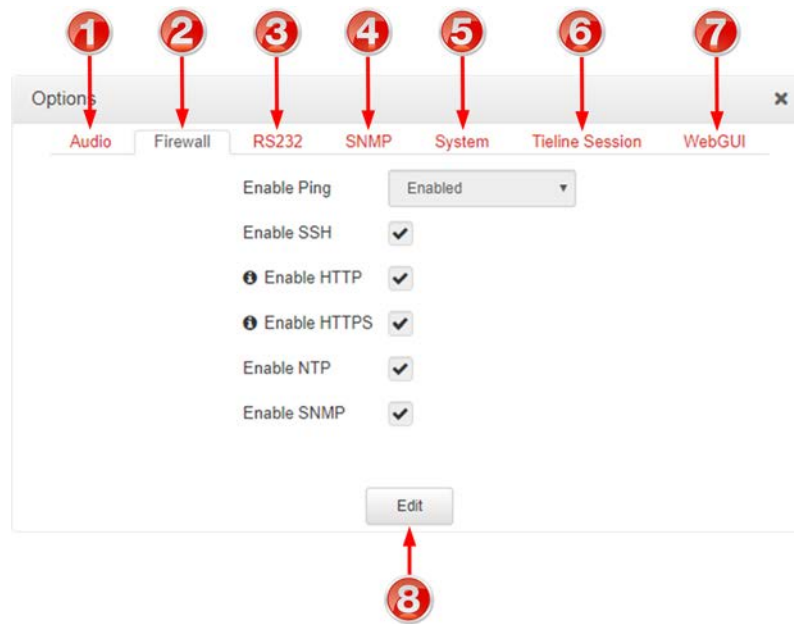 1 2 3 4 5 6 7
Options
Audio Firewall RS232 SNMP System Tieline Session WebGUI
Enable Ping Enabled
Enable SSH
Enable HTTP
Enable HTTPS
Enable NTP
Enable SNMP
Edit
8